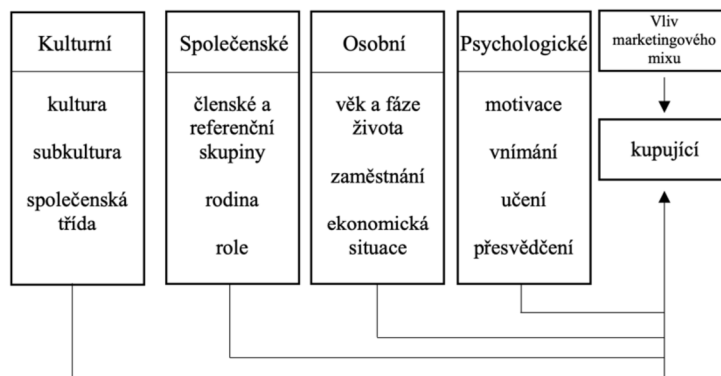 Kulturní
kultura
subkultura
společenská
třída
Společenské
členské a
referenční
skupiny
rodina
role
Osobní
věk a fáze
života
zaměstnání
ekonomická
situace
Psychologické
motivace
vnímání
učení
přesvědčení
Vliv
marketingového
mixu
kupující